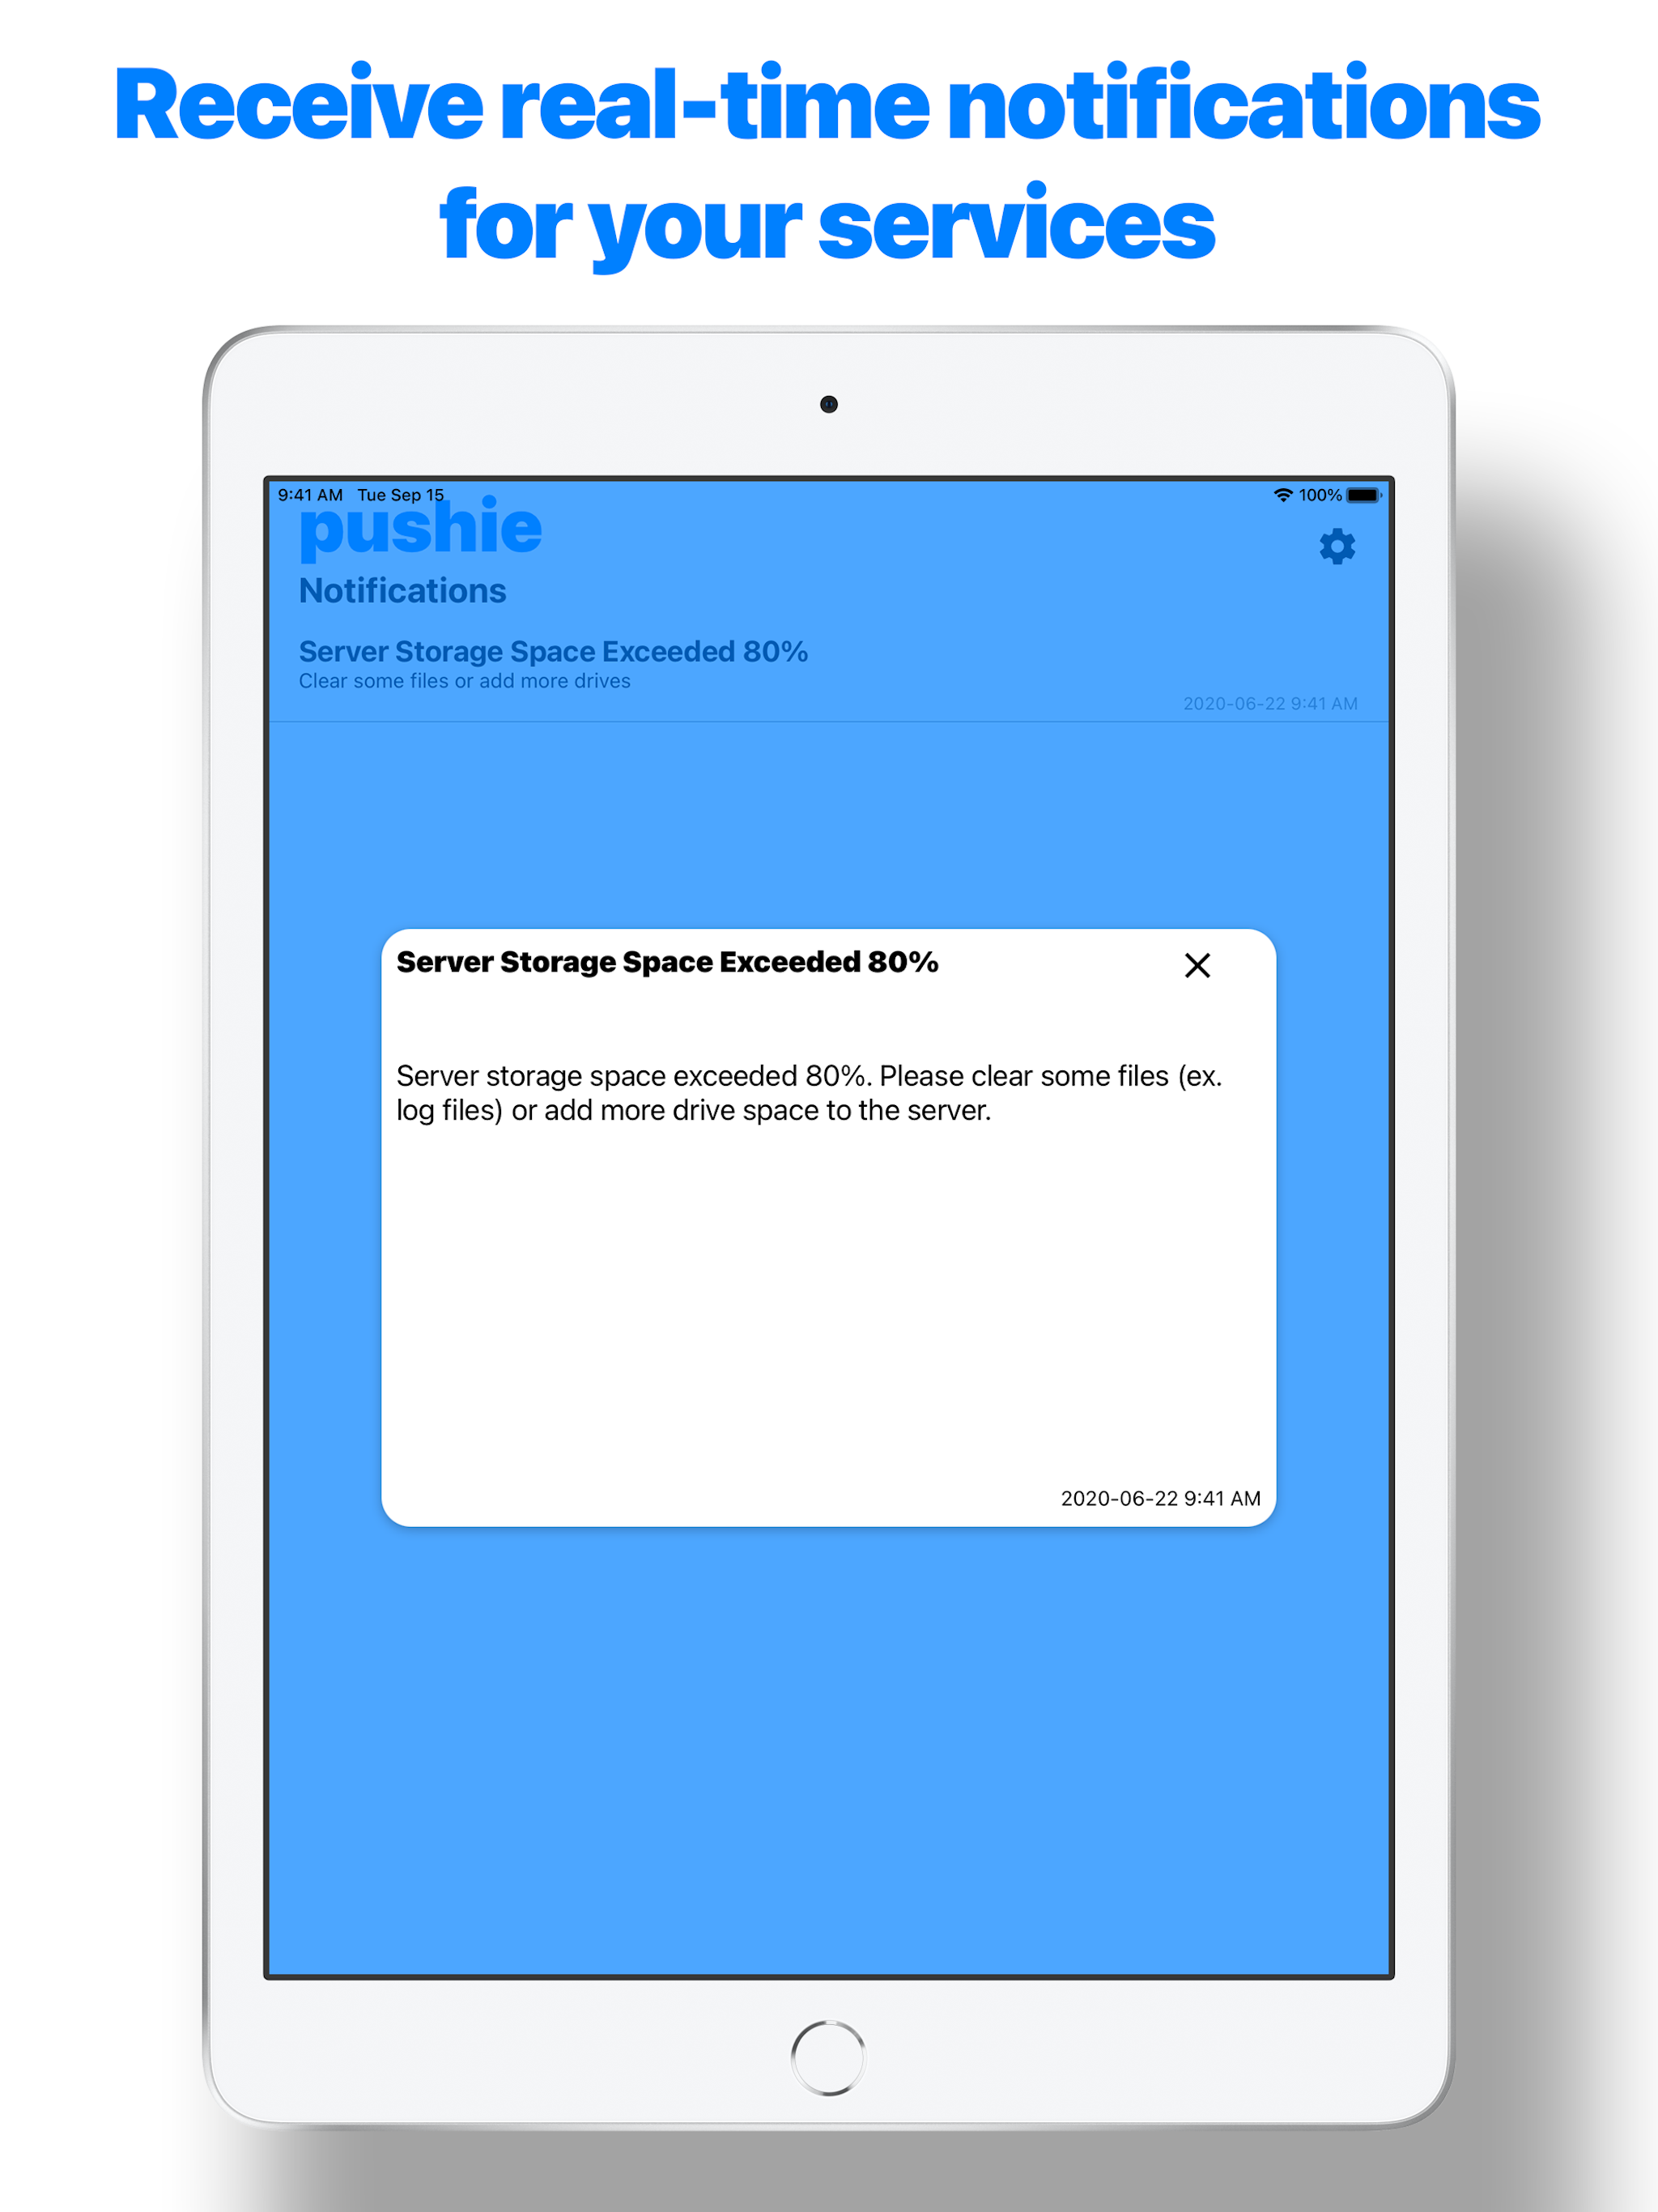 Receive real-time notifications
for your services
9:41 AM Tue Sep 15
100%
pushie
Notifications
Server Storage Space Exceeded 80%
Clear some files or add more drives
2020-06-22 9:41 AM
Server Storage Space Exceeded 80%
Server storage space exceeded 80%. Please clear some files (ex.
log files) or add more drive space to the server.
2020-06-22 9:41 AM